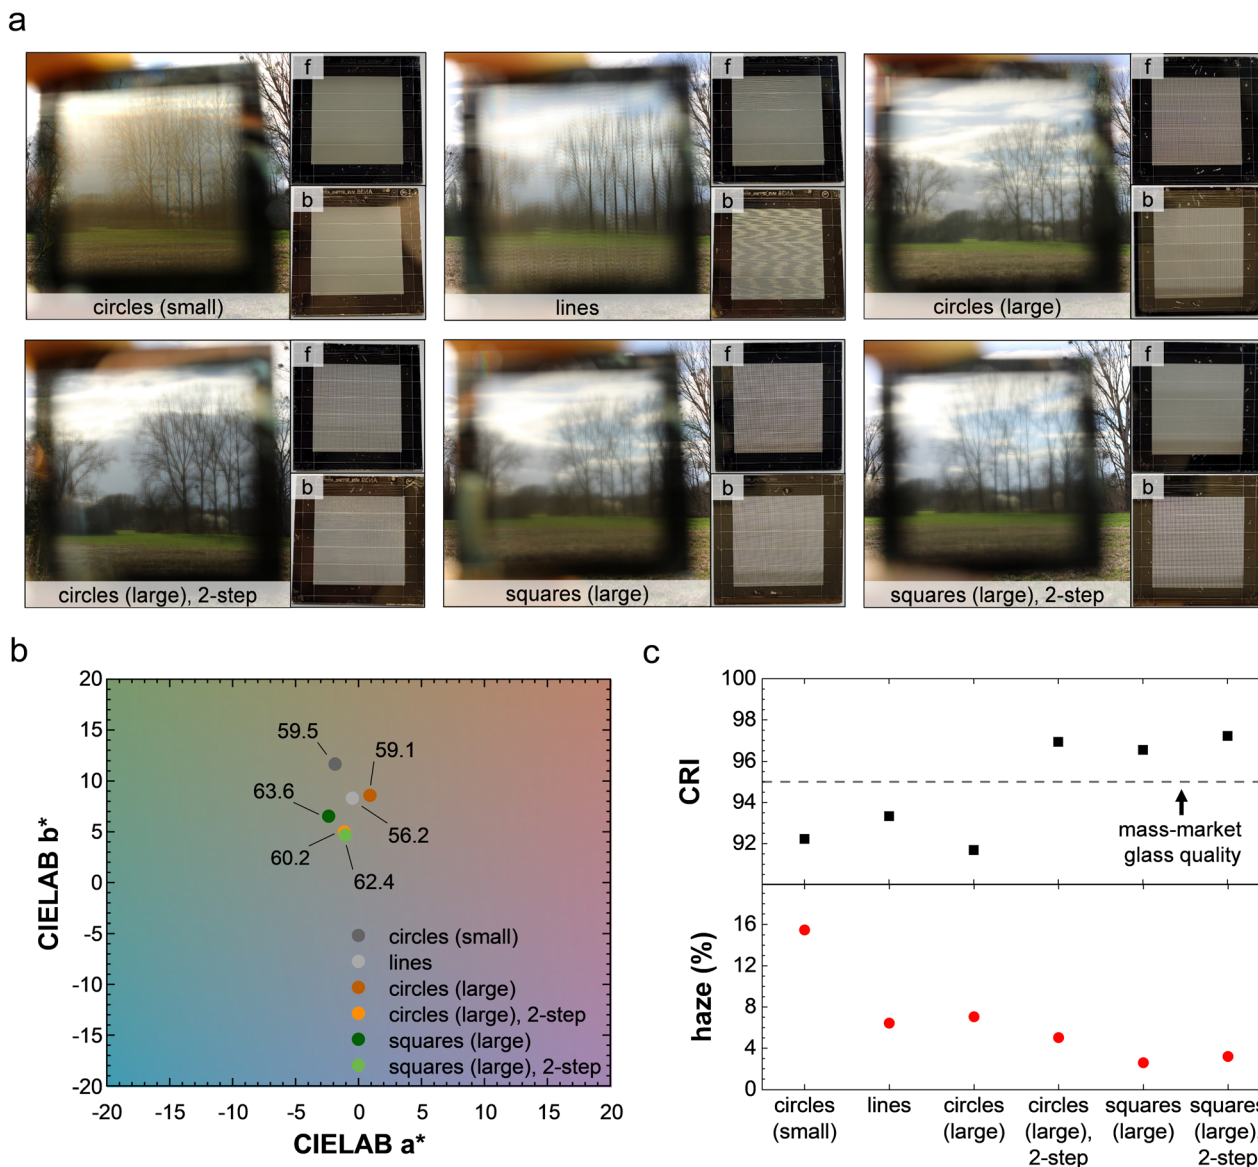 a
f
b
circles (small)
f
b
lines
f
b
circles (large)
f
b
circles (large), 2-step
f
b
squares (large)
f
b
squares (large), 2-step
b
20
15
10
5
0
-5
-10
-15
-20
CIELAB b*
-20 -15 -10 -5 0 5 10 15 20
CIELAB a*
59.5
59.1
63.6
56.2
60.2
62.4
circles (small)
lines
circles (large)
circles (large), 2-step
squares (large)
squares (large), 2-step
c
100
98
96
94
92
CRI
mass-market
glass quality
16
12
8
4
0
haze (%)
circles
(small)
lines
circles
(large)
circles
(large),
2-step
squares
(large)
squares
(large),
2-step